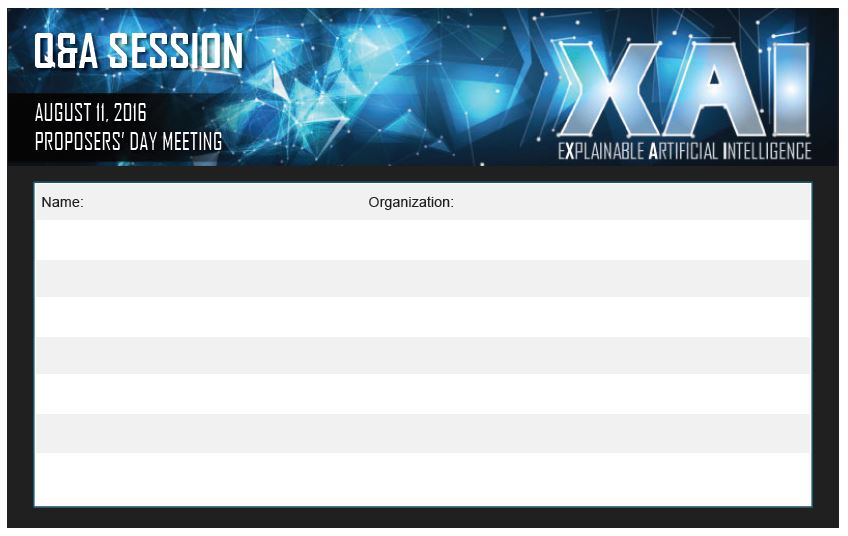 Q&A SESSION
AUGUST 11, 2016
PROPOSERS' DAY MEETING
XAI
EXPLAINABLE ARTIFICIAL INTELLIGENCE
Name: Organization: